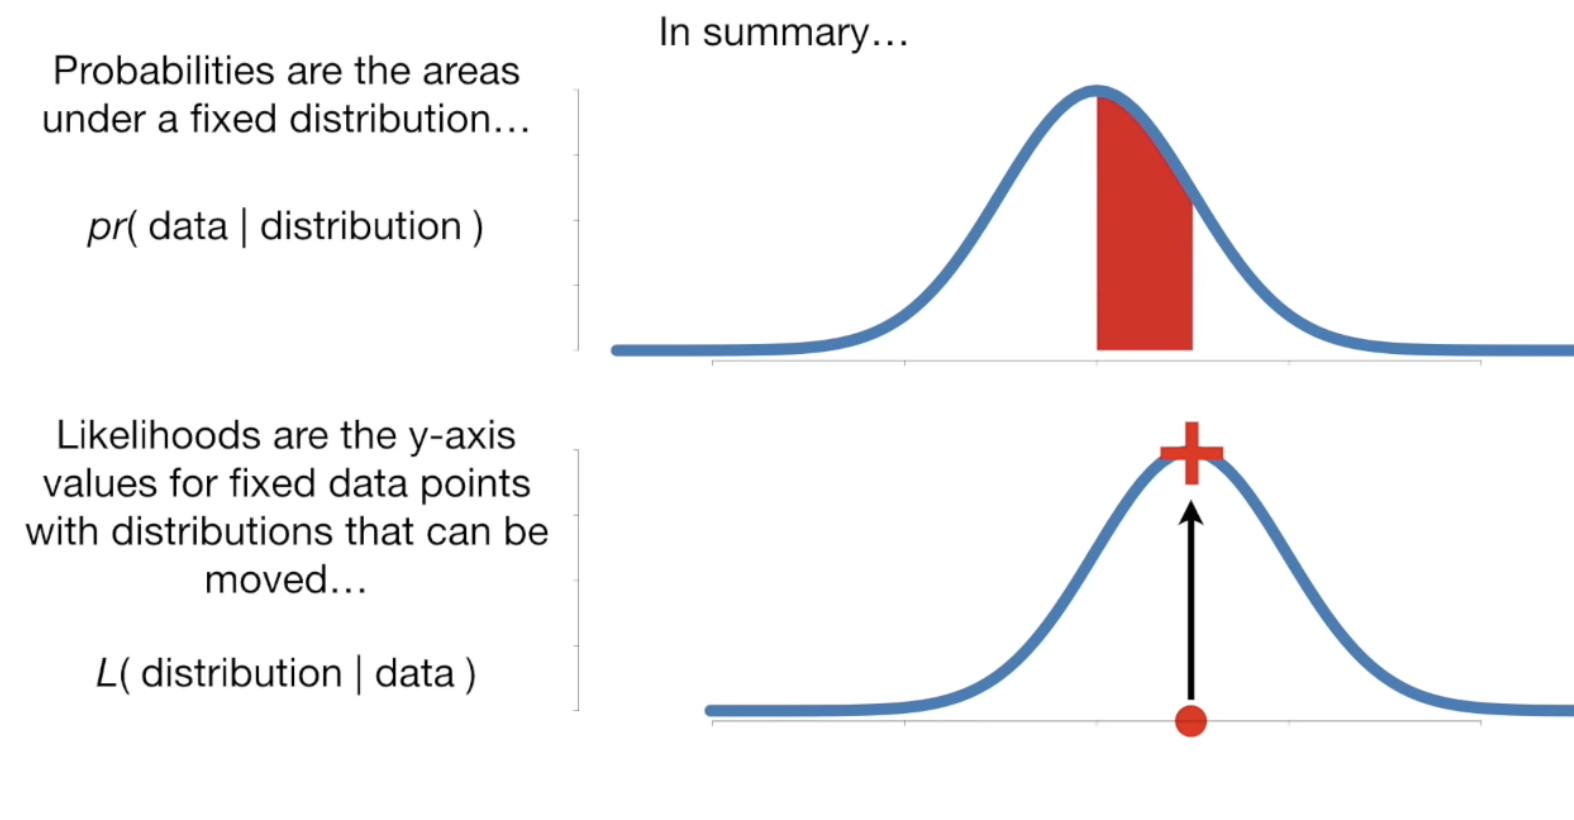 In summary…
Probabilities are the areas
under a fixed distribution…
pr( data | distribution )
Likelihoods are the y-axis
values for fixed data points
with distributions that can be
moved…
L( distribution | data )